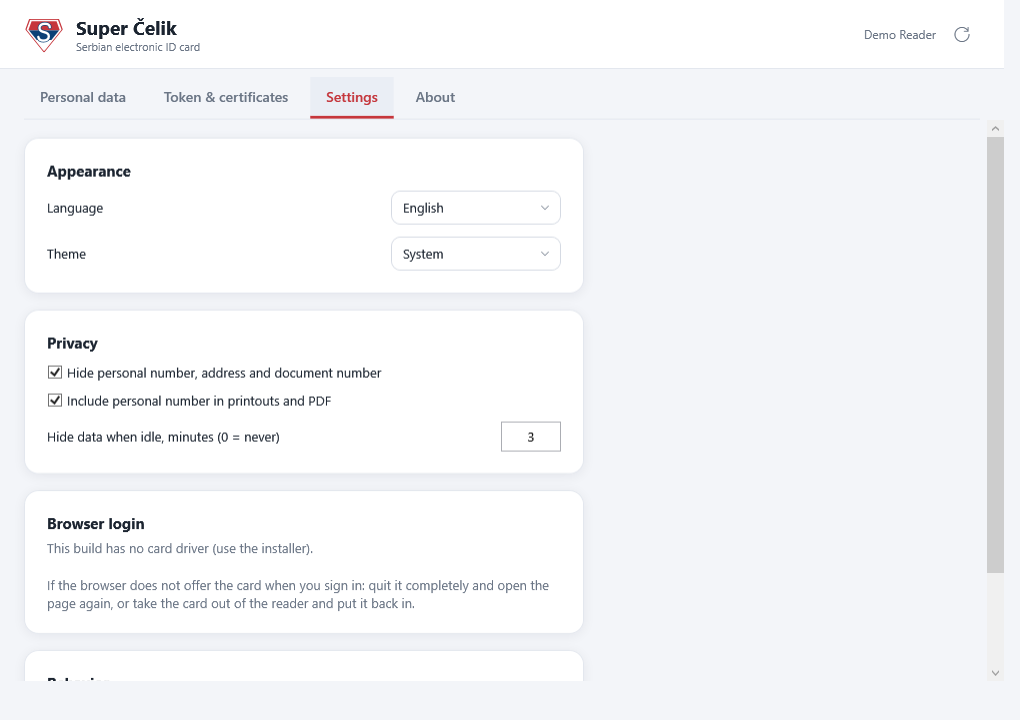 S
Super Čelik
Serbian electronic ID card
Demo Reader
Personal data
Token & certificates
Settings
About
Appearance
Language
English
Theme
System
Privacy
Hide personal number, address and document number
Include personal number in printouts and PDF
Hide data when idle, minutes (0 = never)
3
Browser login
This build has no card driver (use the installer).
If the browser does not offer the card when you sign in: quit it completely and open the
page again, or take the card out of the reader and put it back in.